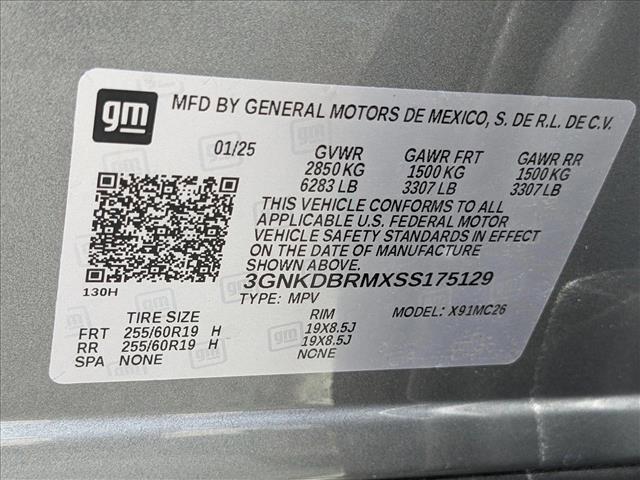 gm
MFD BY GENERAL MOTORS DE MEXICO, S. DE R.L. DE C.V.
01/25 GVWR GAWR FRT GAWR RR
2850 KG 1500 KG 1500 KG
6283 LB 3307 LB 3307 LB
THIS VEHICLE CONFORMS TO ALL
APPLICABLE U.S. FEDERAL MOTOR
VEHICLE SAFETY STANDARDS IN EFFECT
ON THE DATE OF MANUFACTURE
SHOWN ABOVE.
130H
3GNKDBRMXSS175129
TYPE: MPV MODEL: X91MC26
TIRE SIZE RIM
FRT 255/60R19 H 19X8.5J
RR 255/60R19 H 19X8.5J
SPA NONE NONE